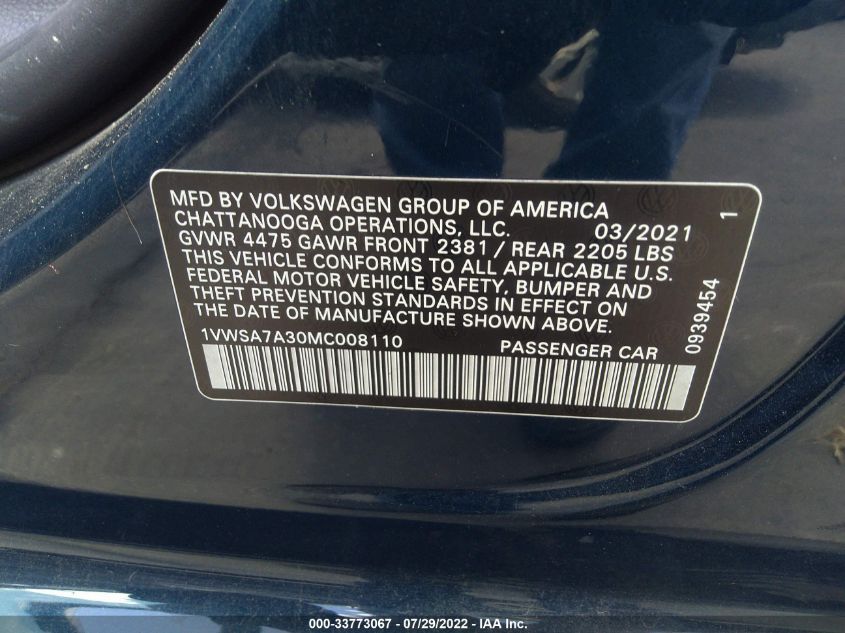 MFD BY VOLKSWAGEN GROUP OF AMERICA
CHATTANOOGA OPERATIONS, LLC. 03/2021
GVWR 4475 GAWR FRONT 2381 / REAR 2205 LBS
THIS VEHICLE CONFORMS TO ALL APPLICABLE U.S.
FEDERAL MOTOR VEHICLE SAFETY, BUMPER AND
THEFT PREVENTION STANDARDS IN EFFECT ON
THE DATE OF MANUFACTURE SHOWN ABOVE.
1VWSA7A30MC008110 PASSENGER CAR
0939454 1
000-33773067 / 07/29/2022 - IAA Inc.